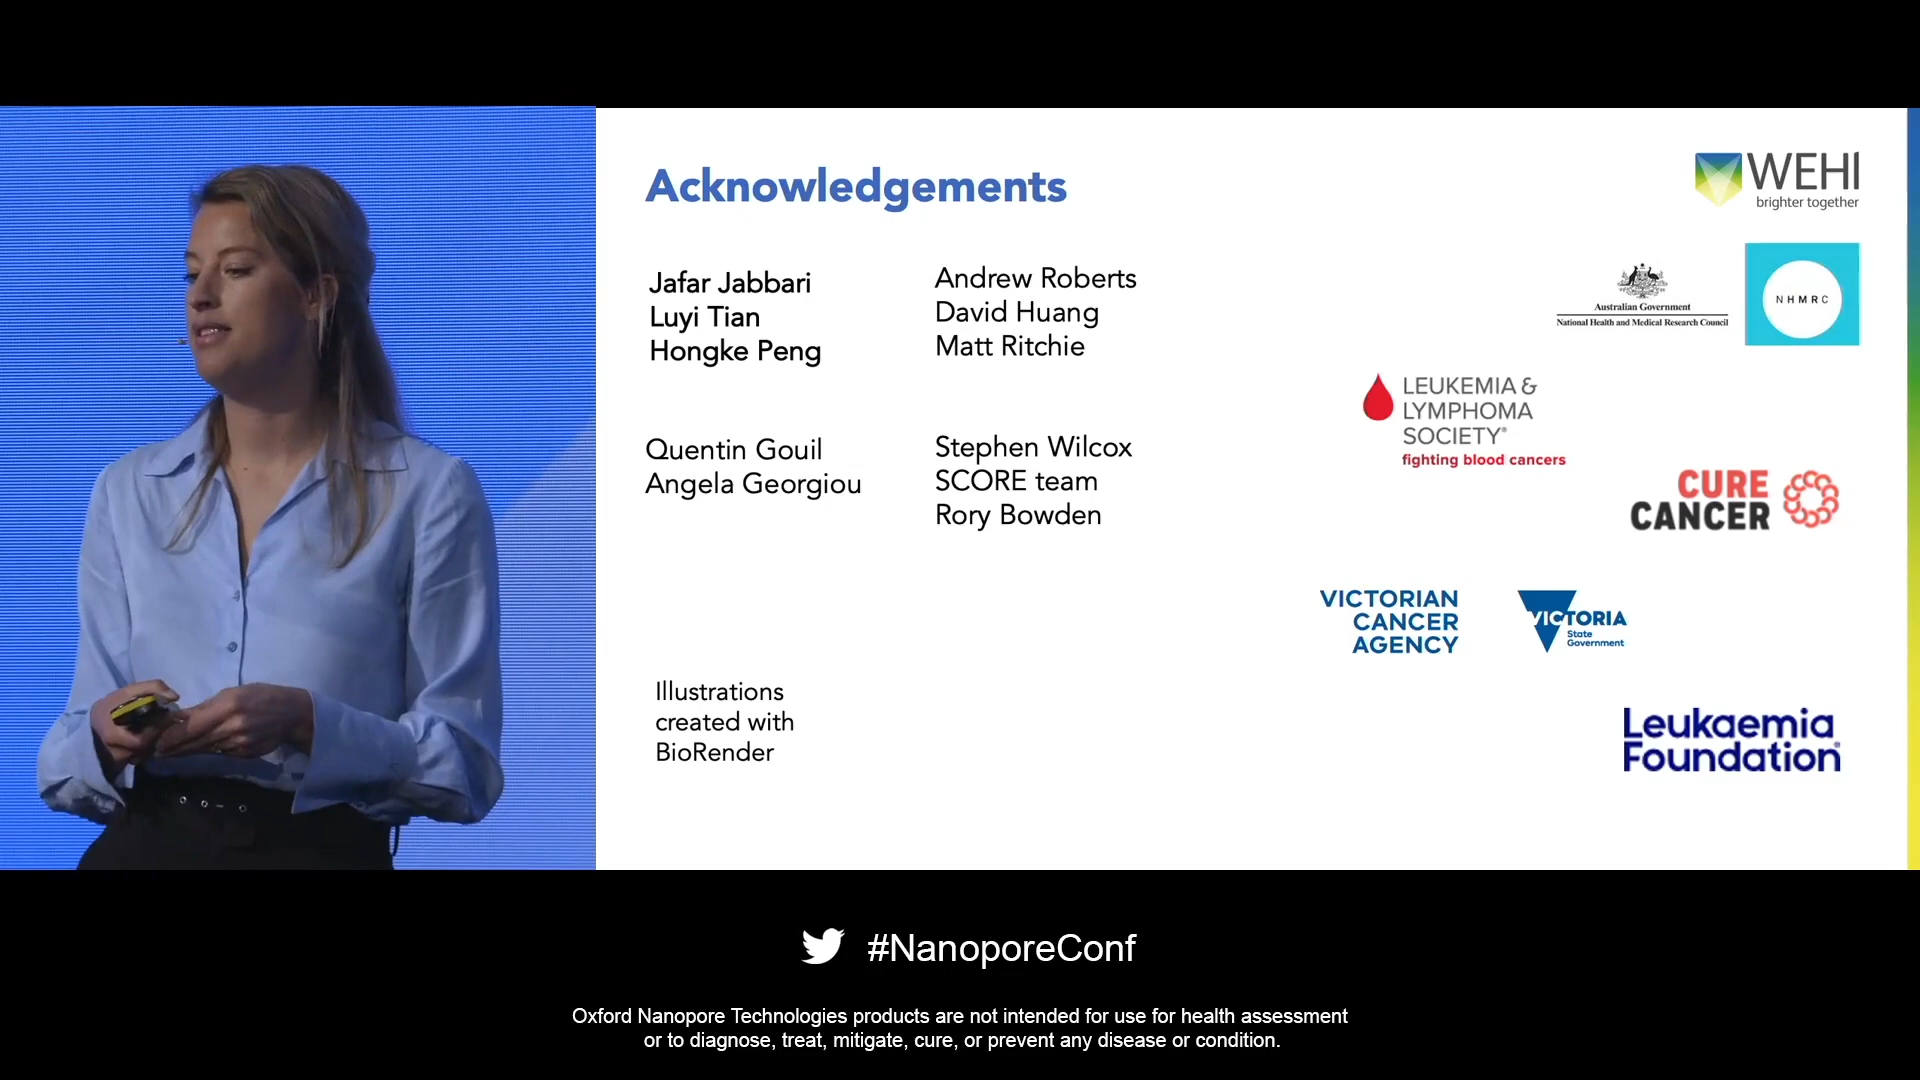 Acknowledgements
WEHI
brighter together
Jafar Jabbari
Luyi Tian
Hongke Peng
Andrew Roberts
David Huang
Matt Ritchie
Australian Government
National Health and Medical Research Council
NHMRC
LEUKEMIA &
LYMPHOMA
SOCIETY®
fighting blood cancers
Quentin Gouil
Angela Georgiou
Stephen Wilcox
SCORE team
Rory Bowden
CURE
CANCER
VICTORIAN
CANCER
AGENCY
VICTORIA
State
Government
Illustrations
created with
BioRender
Leukaemia
Foundation
#NanoporeConf
Oxford Nanopore Technologies products are not intended for use for health assessment
or to diagnose, treat, mitigate, cure, or prevent any disease or condition.